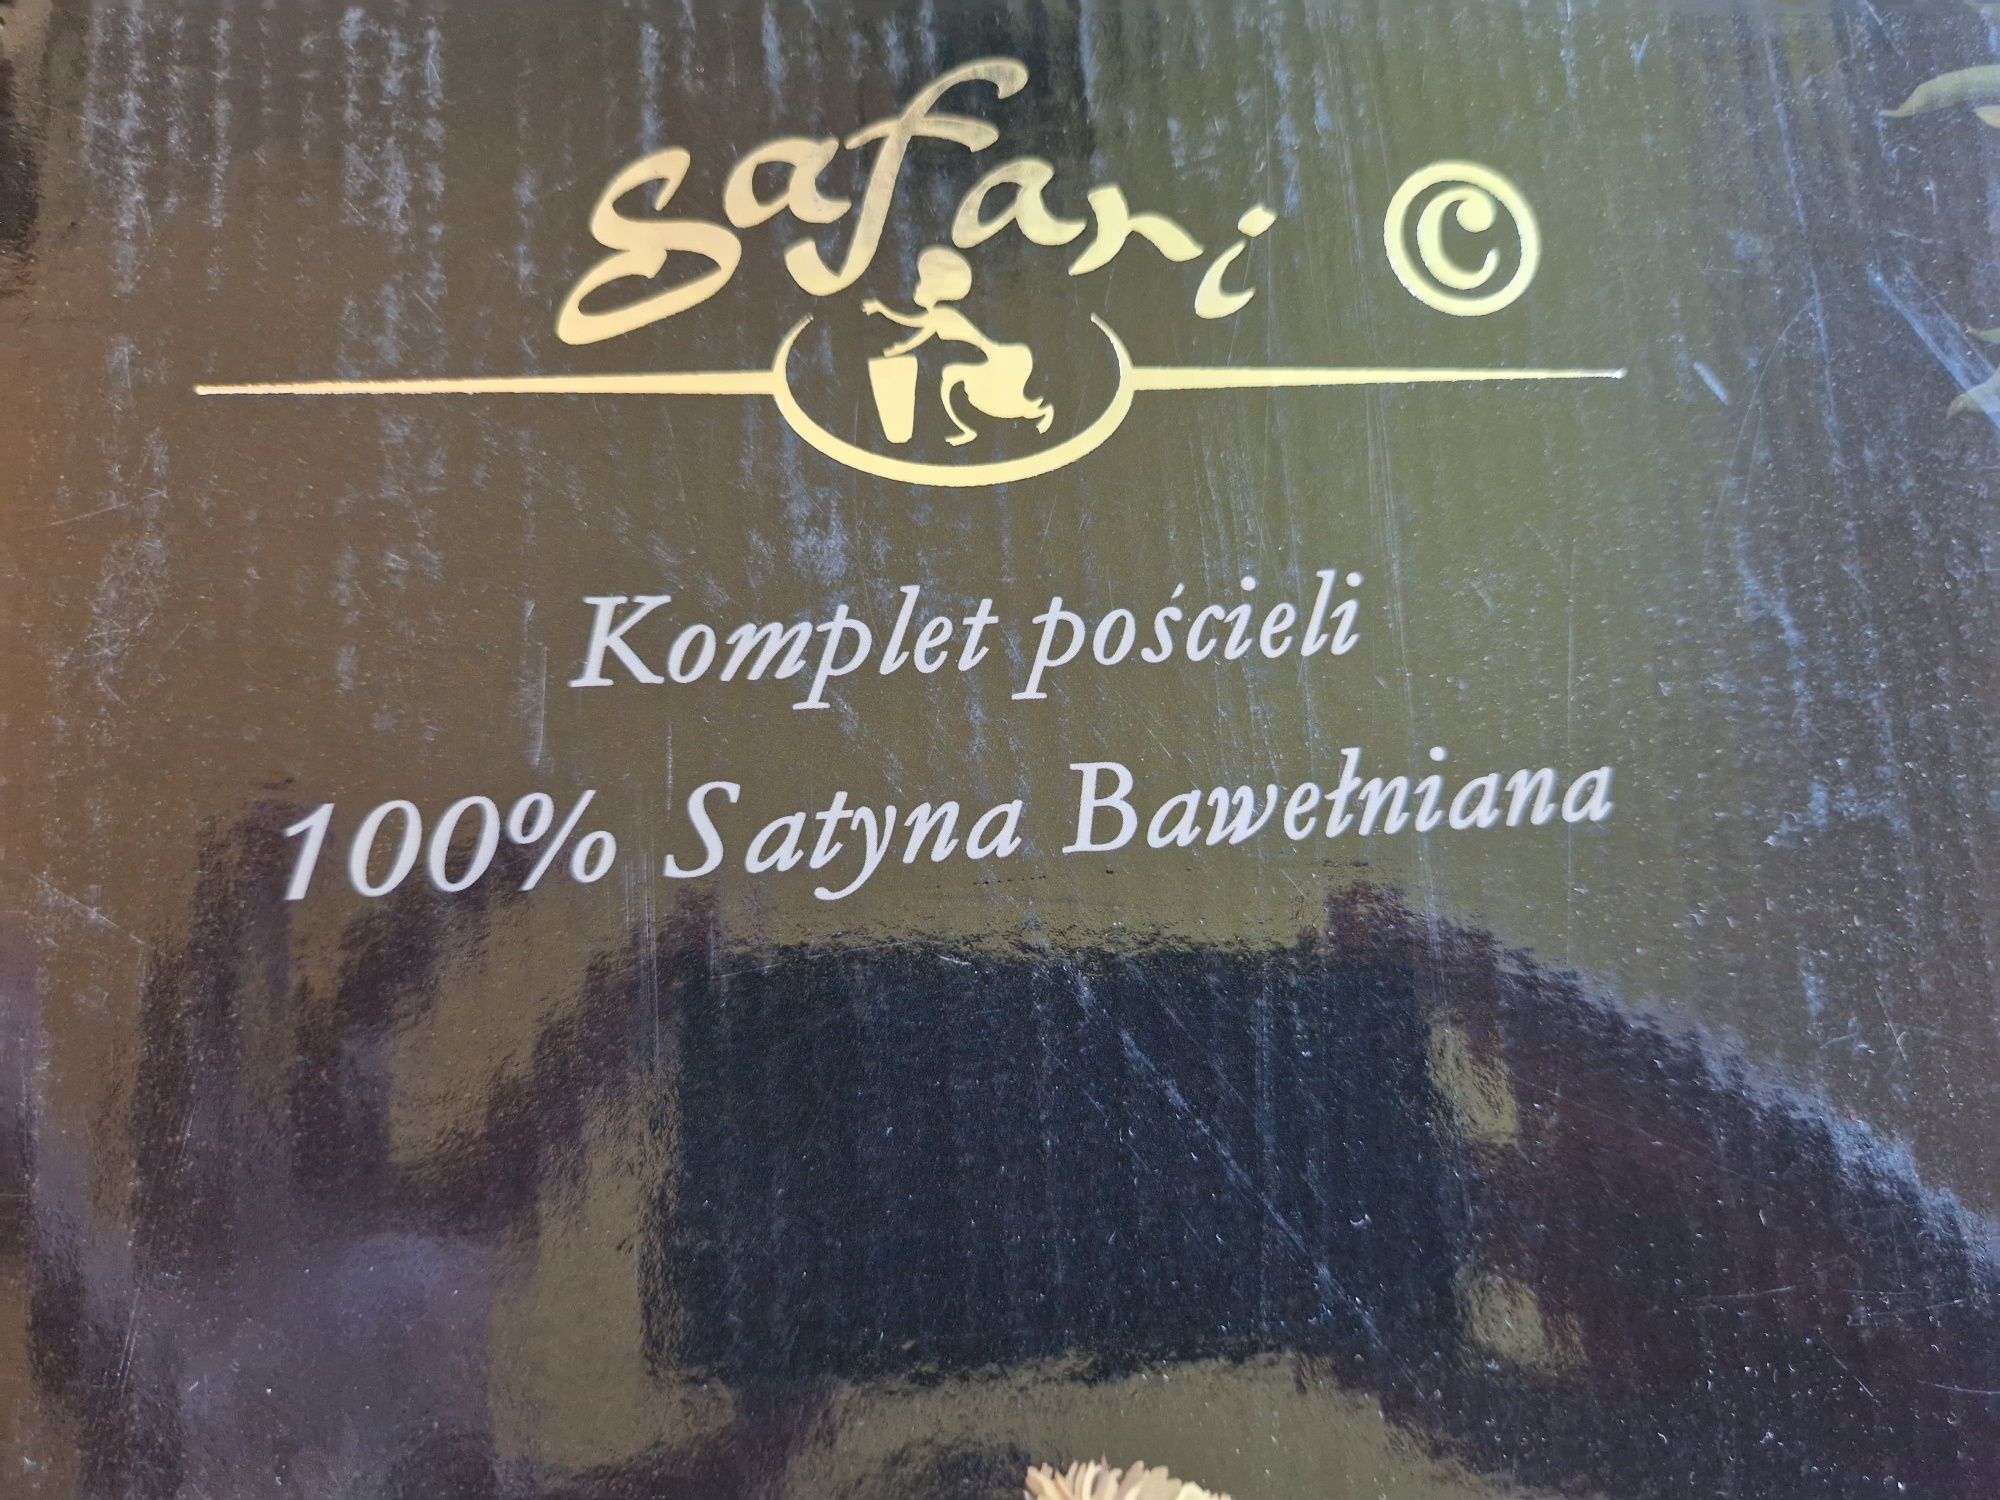 Safari ©
Komplet pościeli
100% Satyna Bawełniana